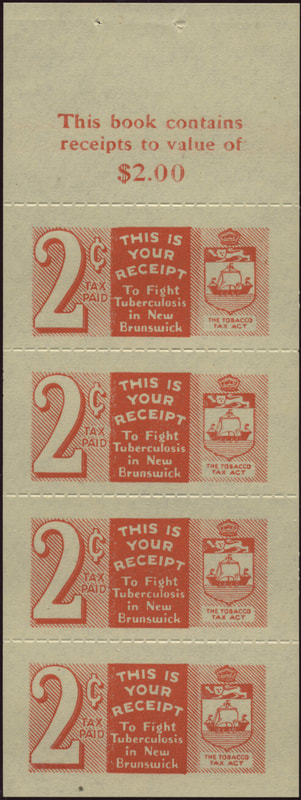 This book contains
receipts to value of
$2.00
2¢
TAX
PAID
THIS IS
YOUR
RECEIPT
To Fight
Tuberculosis
in New
Brunswick
THE TOBACCO
TAX ACT
2¢
TAX
PAID
THIS IS
YOUR
RECEIPT
To Fight
Tuberculosis
in New
Brunswick
THE TOBACCO
TAX ACT
2¢
TAX
PAID
THIS IS
YOUR
RECEIPT
To Fight
Tuberculosis
in New
Brunswick
THE TOBACCO
TAX ACT
2¢
TAX
PAID
THIS IS
YOUR
RECEIPT
To Fight
Tuberculosis
in New
Brunswick
THE TOBACCO
TAX ACT